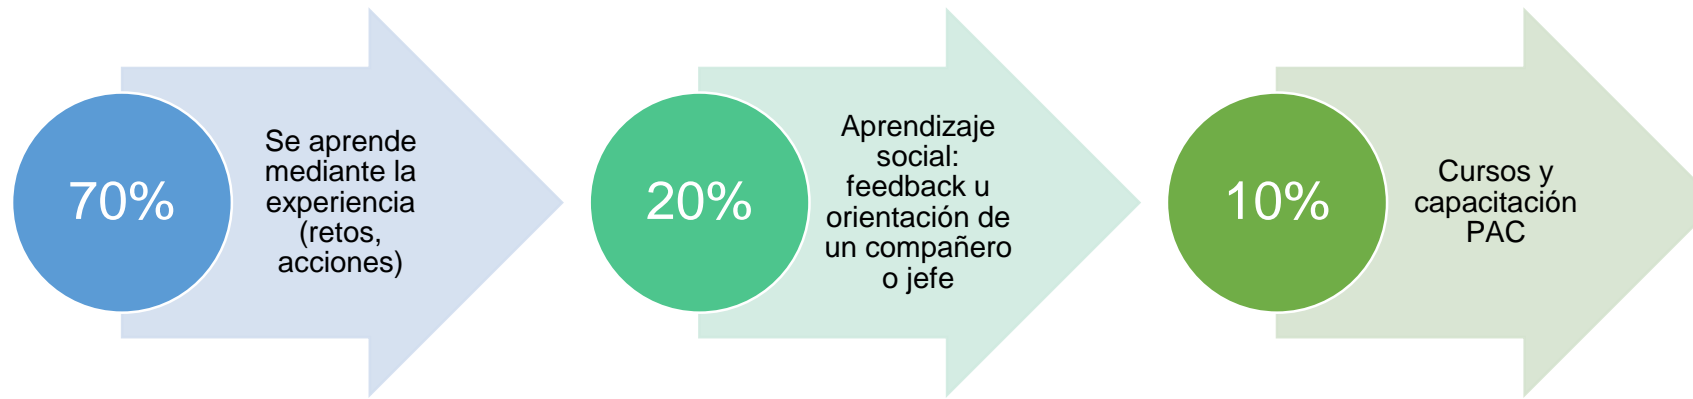 70%
Se aprende
mediante la
experiencia
(retos,
acciones)
20%
Aprendizaje
social:
feedback u
orientación de
un compañero
o jefe
10%
Cursos y
capacitación
PAC